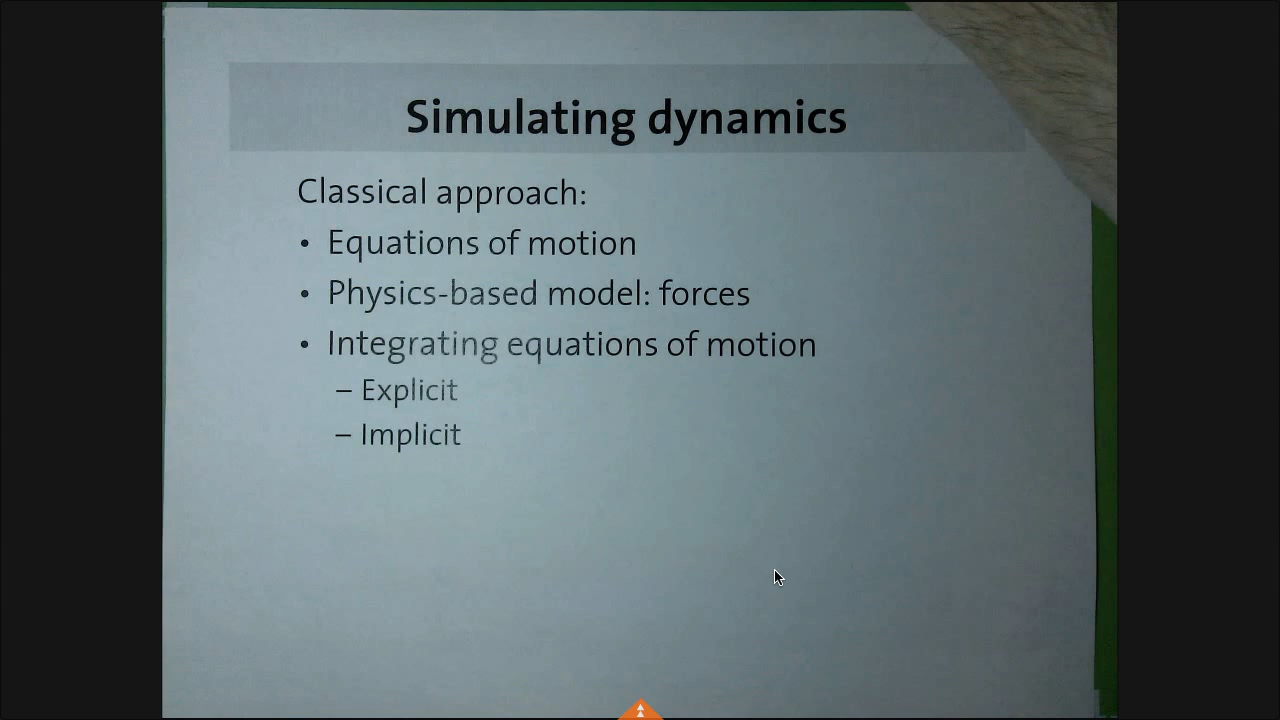 Simulating dynamics
Classical approach:
• Equations of motion
• Physics-based model: forces
• Integrating equations of motion
– Explicit
– Implicit